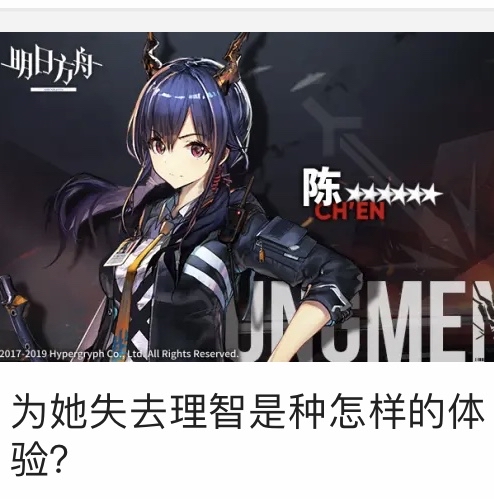 明日方舟
陈★★★★★★
CH'EN
UNGMEN
2017-2019 Hypergryph Co., Ltd. All Rights Reserved.
为她失去理智是种怎样的体
验？